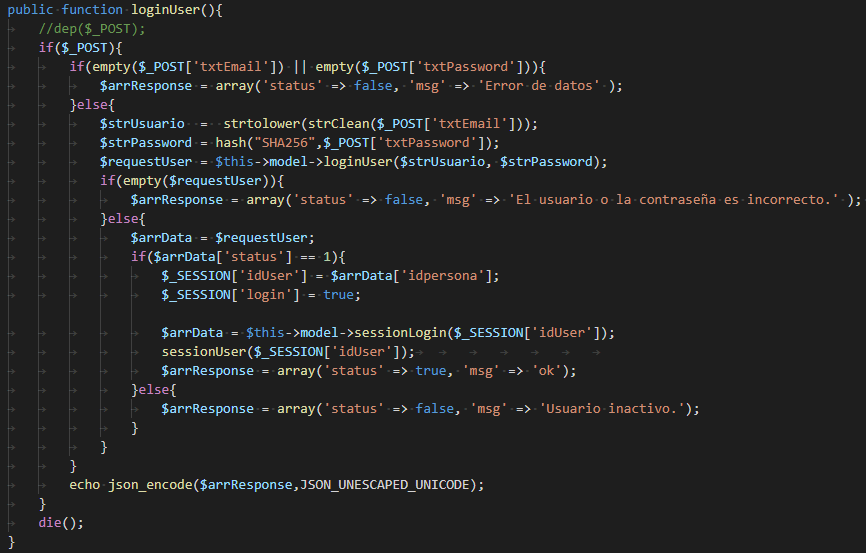 public function loginUser(){
//dep($_POST);
if($_POST){
if(empty($_POST['txtEmail']) || empty($_POST['txtPassword'])){
$arrResponse = array('status' => false, 'msg' => 'Error de datos' );
}else{
$strUsuario  =  strtolower(strClean($_POST['txtEmail']));
$strPassword = hash("SHA256",$_POST['txtPassword']);
$requestUser = $this->model->loginUser($strUsuario, $strPassword);
if(empty($requestUser)){
$arrResponse = array('status' => false, 'msg' => 'El usuario o la contraseña es incorrecto.' );
}else{
$arrData = $requestUser;
if($arrData['status'] == 1){
$_SESSION['idUser'] = $arrData['idpersona'];
$_SESSION['login'] = true;
$arrData = $this->model->sessionLogin($_SESSION['idUser']);
sessionUser($_SESSION['idUser']);
$arrResponse = array('status' => true, 'msg' => 'ok');
}else{
$arrResponse = array('status' => false, 'msg' => 'Usuario inactivo.');
}
}
}
echo json_encode($arrResponse,JSON_UNESCAPED_UNICODE);
}
die();
}